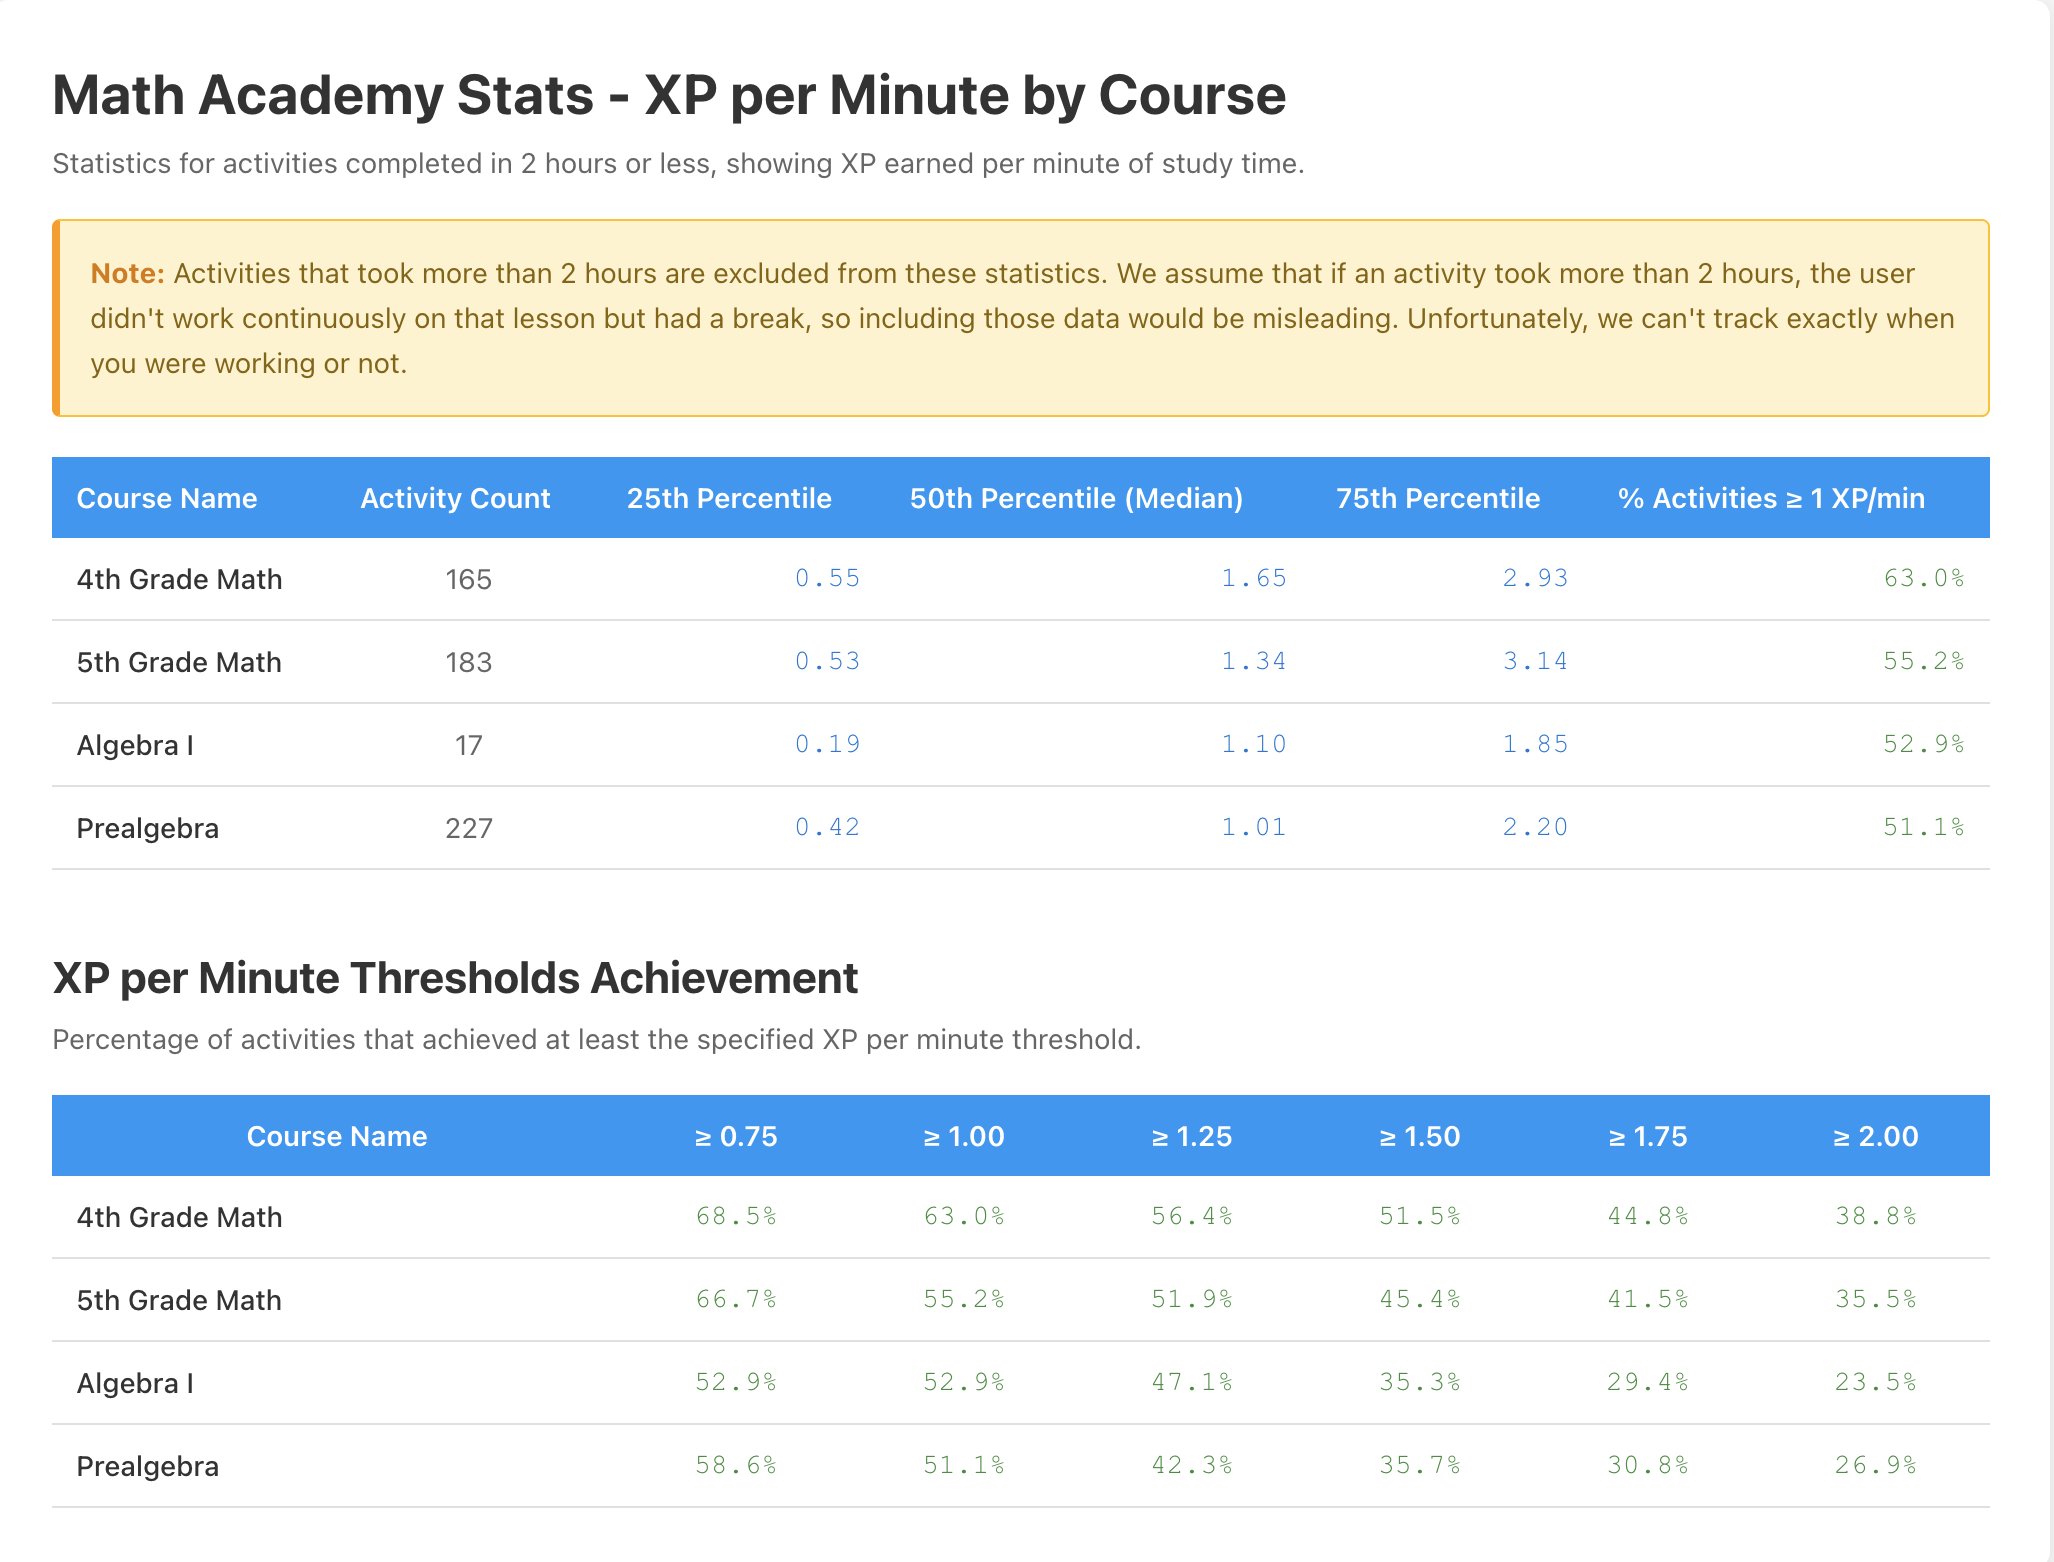 Math Academy Stats - XP per Minute by Course
Statistics for activities completed in 2 hours or less, showing XP earned per minute of study time.
Note: Activities that took more than 2 hours are excluded from these statistics. We assume that if an activity took more than 2 hours, the user
didn't work continuously on that lesson but had a break, so including those data would be misleading. Unfortunately, we can't track exactly when
you were working or not.
Course Name Activity Count 25th Percentile 50th Percentile (Median) 75th Percentile % Activities ≥ 1 XP/min
4th Grade Math 165 0.55 1.65 2.93 63.0%
5th Grade Math 183 0.53 1.34 3.14 55.2%
Algebra I 17 0.19 1.10 1.85 52.9%
Prealgebra 227 0.42 1.01 2.20 51.1%
XP per Minute Thresholds Achievement
Percentage of activities that achieved at least the specified XP per minute threshold.
Course Name ≥ 0.75 ≥ 1.00 ≥ 1.25 ≥ 1.50 ≥ 1.75 ≥ 2.00
4th Grade Math 68.5% 63.0% 56.4% 51.5% 44.8% 38.8%
5th Grade Math 66.7% 55.2% 51.9% 45.4% 41.5% 35.5%
Algebra I 52.9% 52.9% 47.1% 35.3% 29.4% 23.5%
Prealgebra 58.6% 51.1% 42.3% 35.7% 30.8% 26.9%